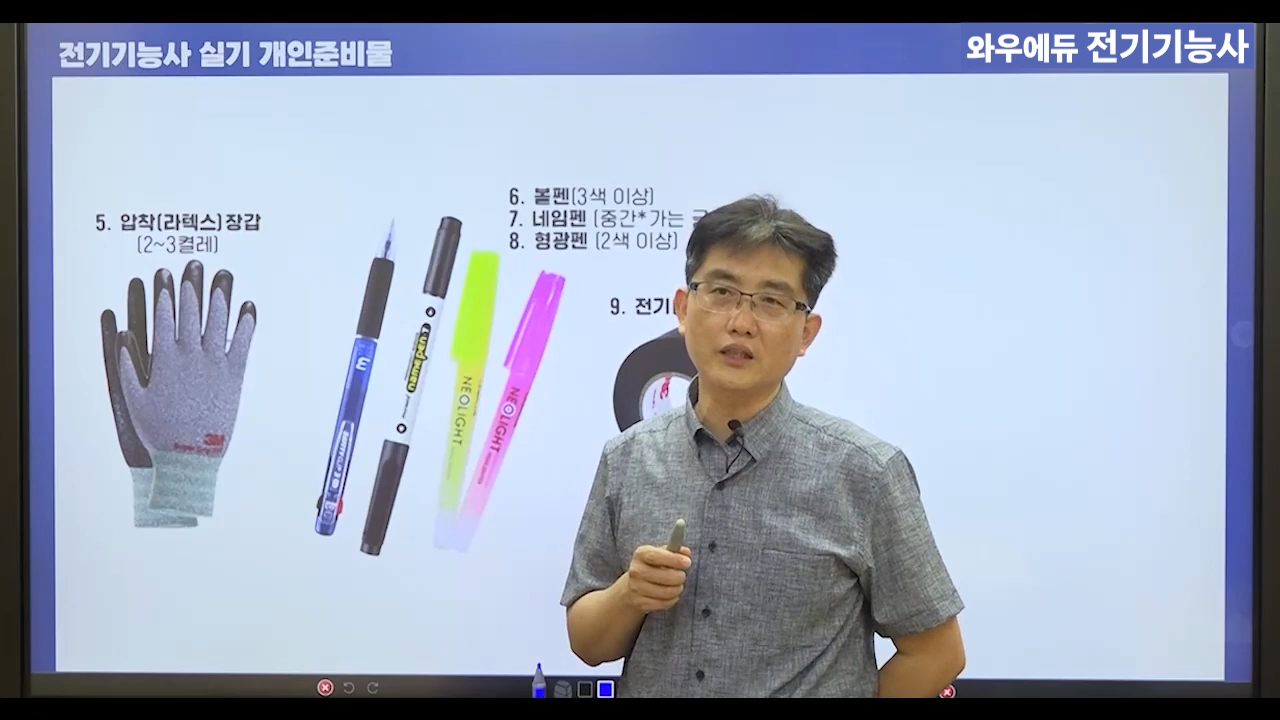 전기기능사 실기 개인준비물
와우에듀 전기기능사
5. 압착(라텍스)장갑
(2~3켤레)
6. 볼펜(3색 이상)
7. 네임펜 (중간*가는
8. 형광펜 (2색 이상)
9. 전기
3M
3
namepen
NEOLIGHT
NEOLIGHT